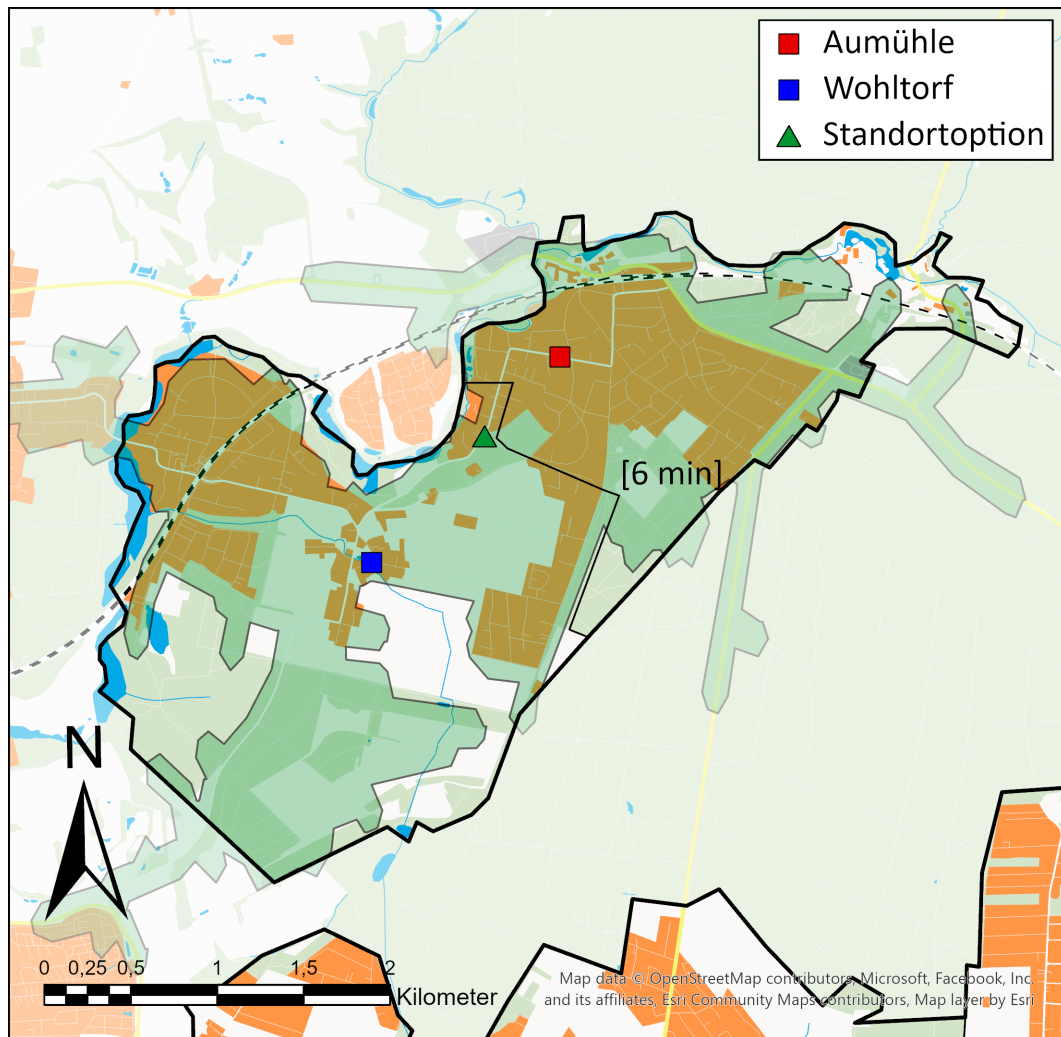 Aumühle
Wohltorf
Standortoption
[6 min]
N
0 0,25 0,5 1 1,5 2
Kilometer
Map data © OpenStreetMap contributors, Microsoft, Facebook, Inc.
and its affiliates, Esri Community Maps contributors, Map layer by Esri